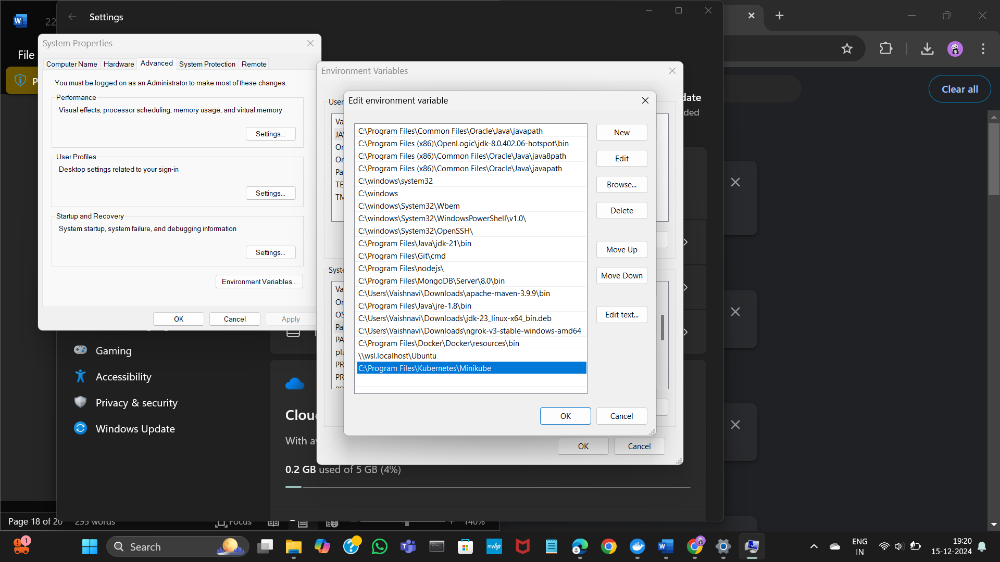 22
Settings
File
P
System Properties
Computer Name
Hardware
Advanced
System Protection
Remote
You must be logged on as an Administrator to make most of these changes.
Performance
Visual effects, processor scheduling, memory usage, and virtual memory
Settings...
User Profiles
Desktop settings related to your sign-in
Settings...
Startup and Recovery
System startup, system failure, and debugging information
Settings...
Environment Variables...
OK
Cancel
Apply
Environment Variables
User
Va
JA
On
On
Pa
TE
TM
Syste
Va
On
OS
Pa
PA
pla
PR
PR
Edit environment variable
C:\Program Files\Common Files\Oracle\Java\javapath
C:\Program Files (x86)\OpenLogic\jdk-8.0.402.06-hotspot\bin
C:\Program Files (x86)\Common Files\Oracle\Java\java8path
C:\Program Files (x86)\Common Files\Oracle\Java\javapath
C:\windows\system32
C:\windows
C:\windows\System32\Wbem
C:\windows\System32\WindowsPowerShell\v1.0\
C:\windows\System32\OpenSSH\
C:\Program Files\Java\jdk-21\bin
C:\Program Files\Git\cmd
C:\Program Files\nodejs\
C:\Program Files\MongoDB\Server\8.0\bin
C:\Users\Vaishnavi\Downloads\apache-maven-3.9.9\bin
C:\Program Files\Java\jre-1.8\bin
C:\Users\Vaishnavi\Downloads\jdk-23_linux-x64_bin.deb
C:\Users\Vaishnavi\Downloads\ngrok-v3-stable-windows-amd64
C:\Program Files\Docker\Docker\resources\bin
\\wsl.localhost\Ubuntu
C:\Program Files\Kubernetes\Minikube
New
Edit
Browse...
Delete
Move Up
Move Down
Edit text...
OK
Cancel
OK
Cancel
date
ded
Clear all
Gaming
Accessibility
Privacy & security
Windows Update
Clou
With av
0.2 GB used of 5 GB (4%)
Page 18 of 20
295 words
Focus
140%
1
Search
myhp
ENG
IN
19:20
15-12-2024